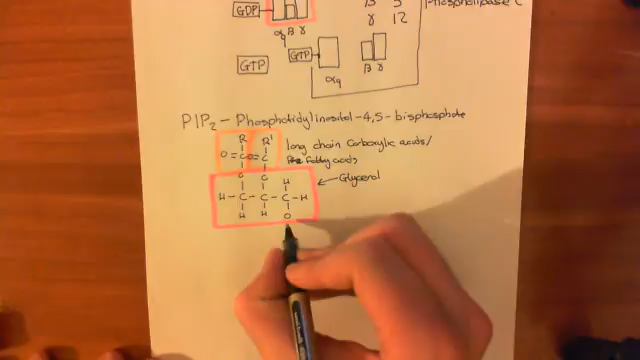 GDP
αq β γ
β 5
γ 12
Phospholipase C
GTP
GTP
αq
β γ
PIP2 - Phosphotidylinositol-4,5-bisphosphate
R R'
O=C O=C
long chain Carboxylic acids/
Fatty acids
Glycerol
H
H-C-C-C-H
H H O